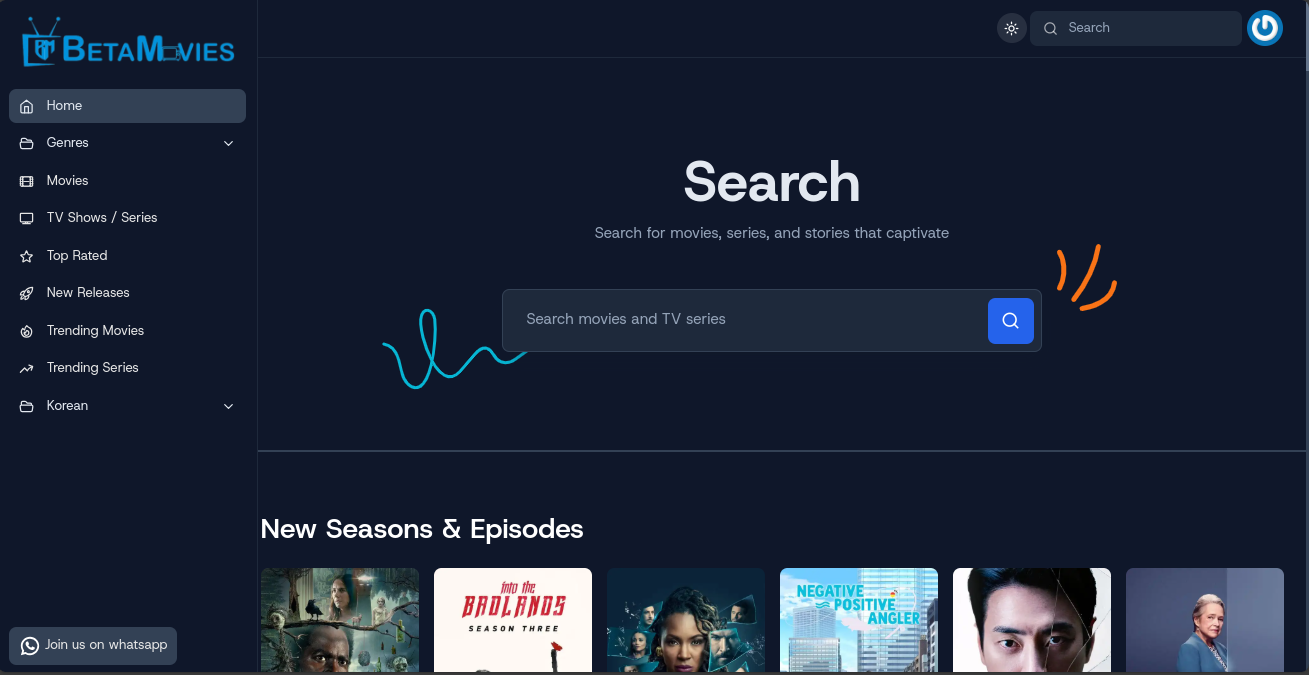 BETAMOVIES
Search
Home
Genres
Movies
TV Shows / Series
Top Rated
New Releases
Trending Movies
Trending Series
Korean
Join us on whatsapp
Search
Search for movies, series, and stories that captivate
Search movies and TV series
New Seasons & Episodes
into the
BADLANDS
SEASON THREE
NEGATIVE
POSITIVE
ANGLER